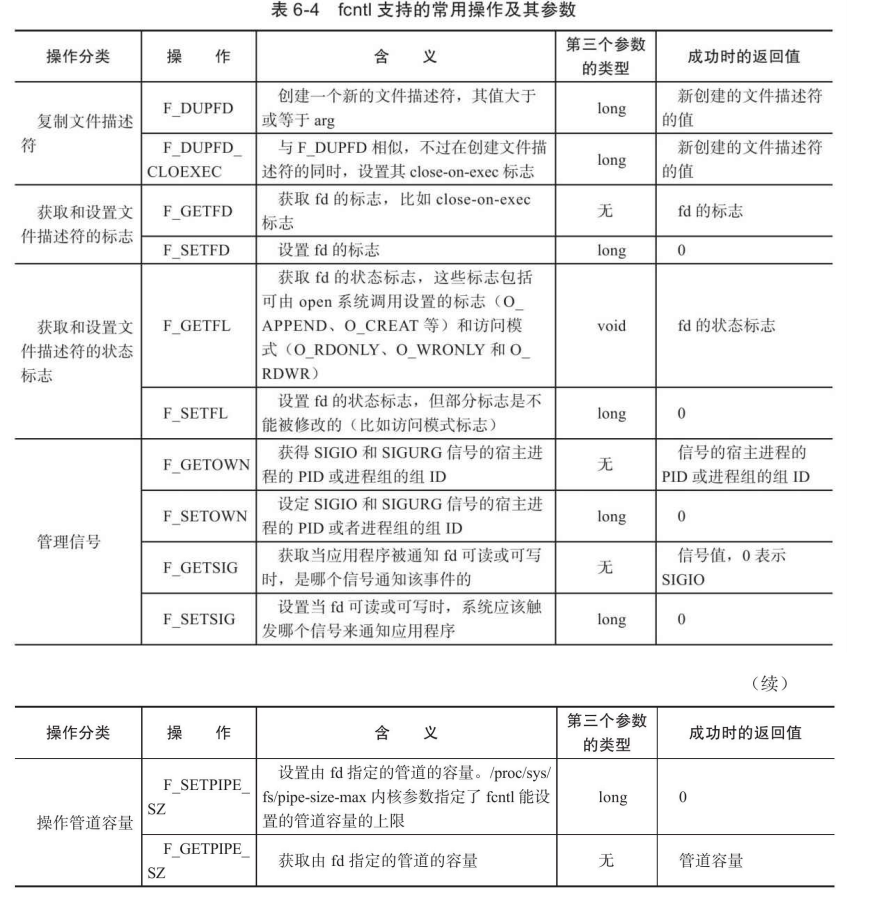 表 6-4 fcntl 支持的常用操作及其参数
操作分类 操 作 含 义 第三个参数的类型 成功时的返回值
复制文件描述符
F_DUPFD
创建一个新的文件描述符，其值大于
或等于 arg
long
新创建的文件描述符
的值
F_DUPFD_
CLOEXEC
与 F_DUPFD 相似，不过在创建文件描
述符的同时，设置其 close-on-exec 标志
long
新创建的文件描述符
的值
获取和设置文
件描述符的标志
F_GETFD
获取 fd 的标志，比如 close-on-exec
标志
无
fd 的标志
F_SETFD
设置 fd 的标志
long
0
获取和设置文
件描述符的状态
标志
F_GETFL
获取 fd 的状态标志，这些标志包括
可由 open 系统调用设置的标志（O_
APPEND、O_CREAT 等）和访问模
式（O_RDONLY、O_WRONLY 和 O_
RDWR）
void
fd 的状态标志
F_SETFL
设置 fd 的状态标志，但部分标志是不
能被修改的（比如访问模式标志）
long
0
管理信号
F_GETOWN
获得 SIGIO 和 SIGURG 信号的宿主进
程的 PID 或进程组的组 ID
无
信号的宿主进程的
PID 或进程组的组 ID
F_SETOWN
设定 SIGIO 和 SIGURG 信号的宿主进
程的 PID 或者进程组的组 ID
long
0
F_GETSIG
获取当应用程序被通知 fd 可读或可写
时，是哪个信号通知该事件的
无
信号值，0 表示
SIGIO
F_SETSIG
设置当 fd 可读或可写时，系统应该触
发哪个信号来通知应用程序
long
0
（续）
操作分类 操 作 含 义 第三个参数的类型 成功时的返回值
操作管道容量
F_SETPIPE_
SZ
设置由 fd 指定的管道的容量。/proc/sys/
fs/pipe-size-max 内核参数指定了 fcntl 能设
置的管道容量的上限
long
0
F_GETPIPE_
SZ
获取由 fd 指定的管道的容量
无
管道容量